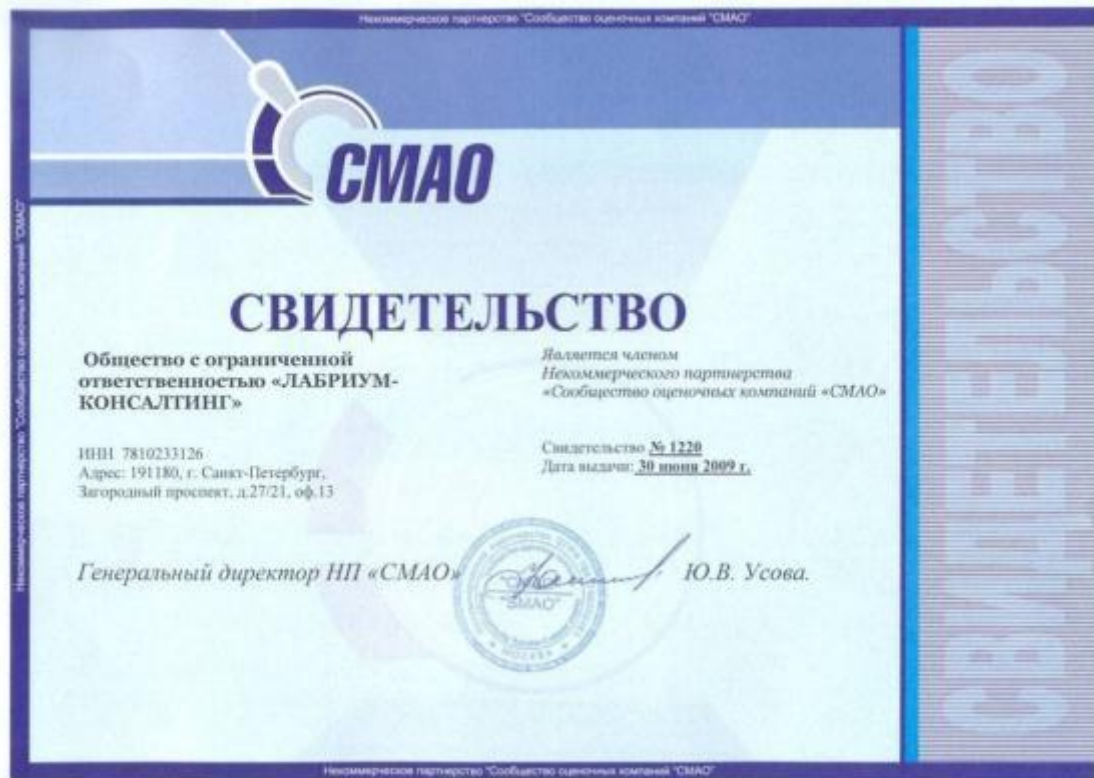 Некоммерческое партнерство "Сообщество оценочных компаний "СМАО"
Некоммерческое партнерство "Сообщество оценочных компаний "СМАО"
СМАО
СВИДЕТЕЛЬСТВО
Общество с ограниченной
ответственностью «ЛАБРИУМ-
КОНСАЛТИНГ»
ИНН 7810233126
Адрес: 191180, г. Санкт-Петербург,
Загородный проспект, д.27/21, оф.13
Является членом
Некоммерческого партнерства
«Сообщество оценочных компаний «СМАО»
Свидетельство № 1220
Дата выдачи: 30 июня 2009 г.
Генеральный директор НП «СМАО»
Ю.В. Усова.
"SMAO"
МОСКВА
СВИДЕТЕЛЬСТВО
Некоммерческое партнерство "Сообщество оценочных компаний "СМАО"